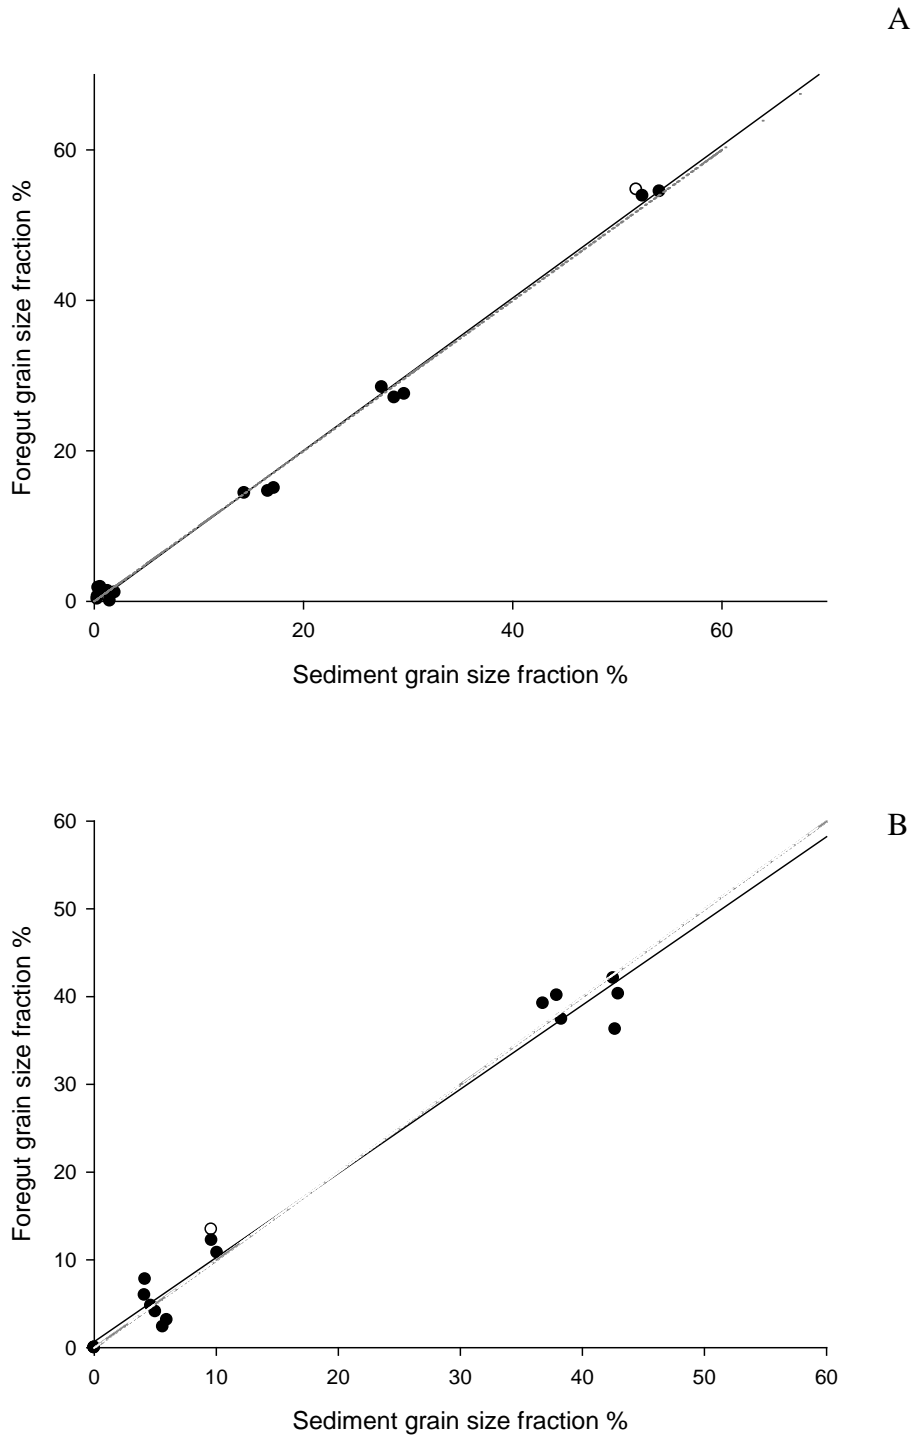 A
Foregut grain size fraction %
60
40
20
0
0 20 40 60
Sediment grain size fraction %
B
Foregut grain size fraction %
60
50
40
30
20
10
0
0 10 20 30 40 50 60
Sediment grain size fraction %